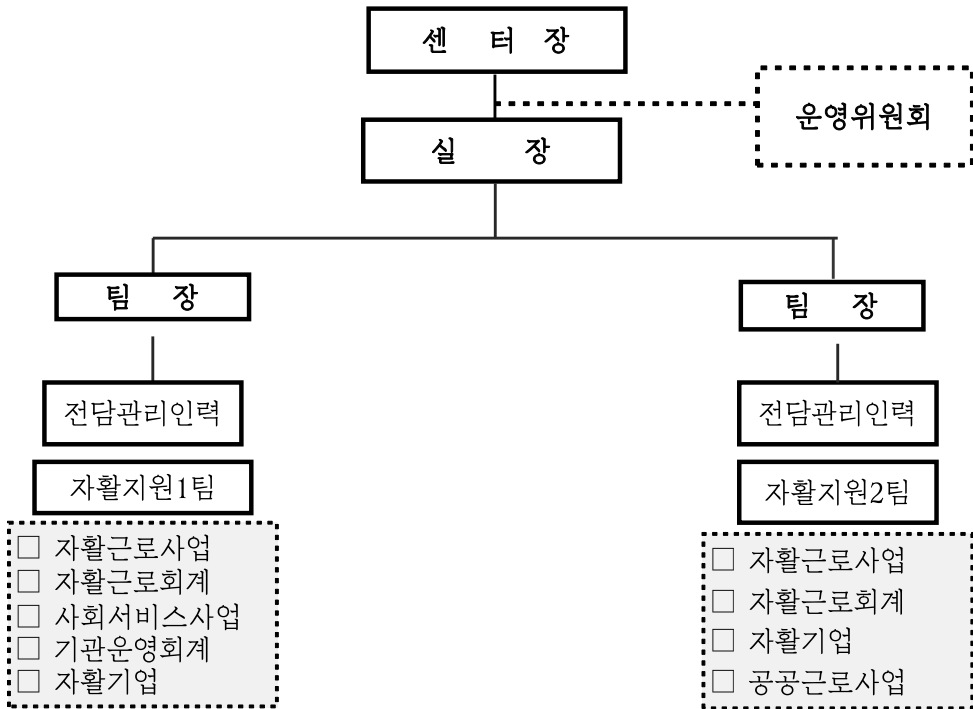 센 터 장
운영위원회
실 장
팀 장
팀 장
전담관리인력
전담관리인력
자활지원1팀
자활지원2팀
□ 자활근로사업
□ 자활근로회계
□ 사회서비스사업
□ 기관운영회계
□ 자활기업
□ 자활근로사업
□ 자활근로회계
□ 자활기업
□ 공공근로사업